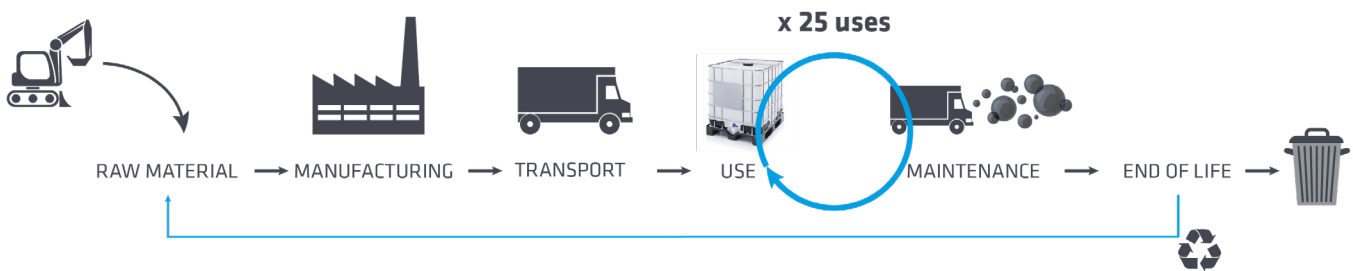 x 25 uses
RAW MATERIAL
MANUFACTURING
TRANSPORT
USE
MAINTENANCE
END OF LIFE